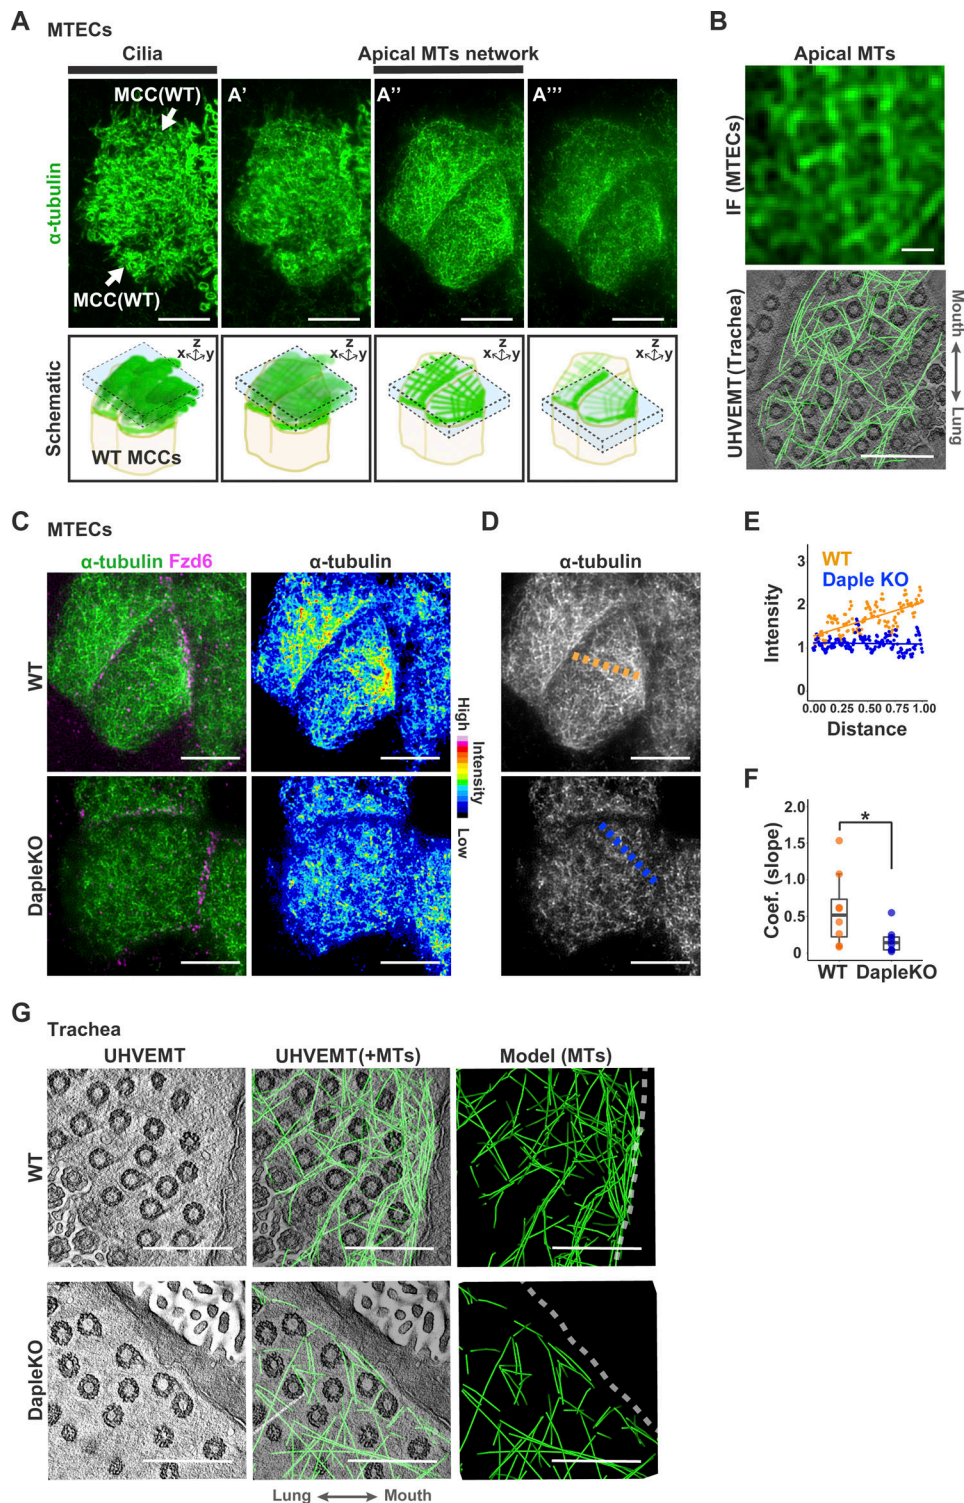 A
MTECs
Cilia
Apical MTs network
MCC(WT)
A'
A''
A'''
α-tubulin
MCC(WT)
z
x y
z
x y
z
x y
z
x y
Schematic
WT MCCs
B
Apical MTs
IF (MTECs)
UHVEMT (Trachea)
Mouth
Lung
C
MTECs
α-tubulin Fzd6
α-tubulin
WT
DapleKO
High
Intensity
Low
D
α-tubulin
E
WT
Daple KO
Intensity
3
2
1
0
0.00 0.25 0.50 0.75 1.00
Distance
F
*
Coef. (slope)
2.0
1.5
1.0
0.5
0
WT DapleKO
G
Trachea
UHVEMT
UHVEMT(+MTs)
Model (MTs)
WT
DapleKO
Lung Mouth